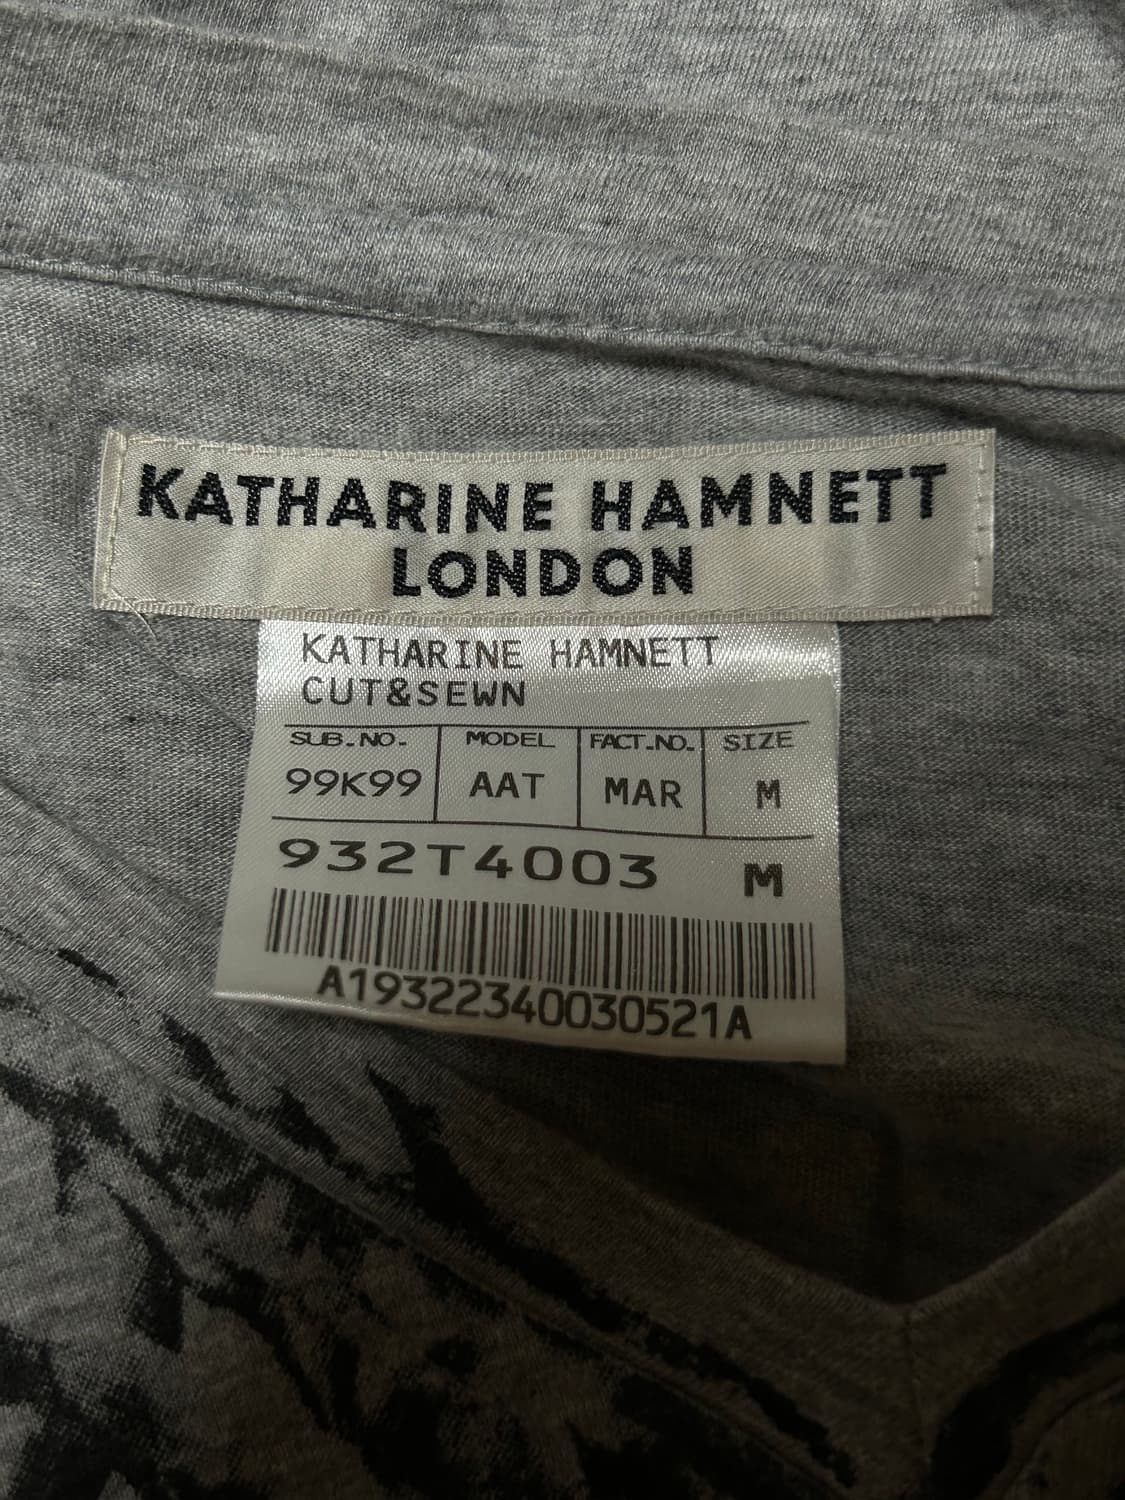 KATHARINE HAMNETT
LONDON
KATHARINE HAMNETT
CUT&SEWN
SUB.NO. MODEL FACT.NO. SIZE
99K99 AAT MAR M
932T4003 M
A19322340030521A